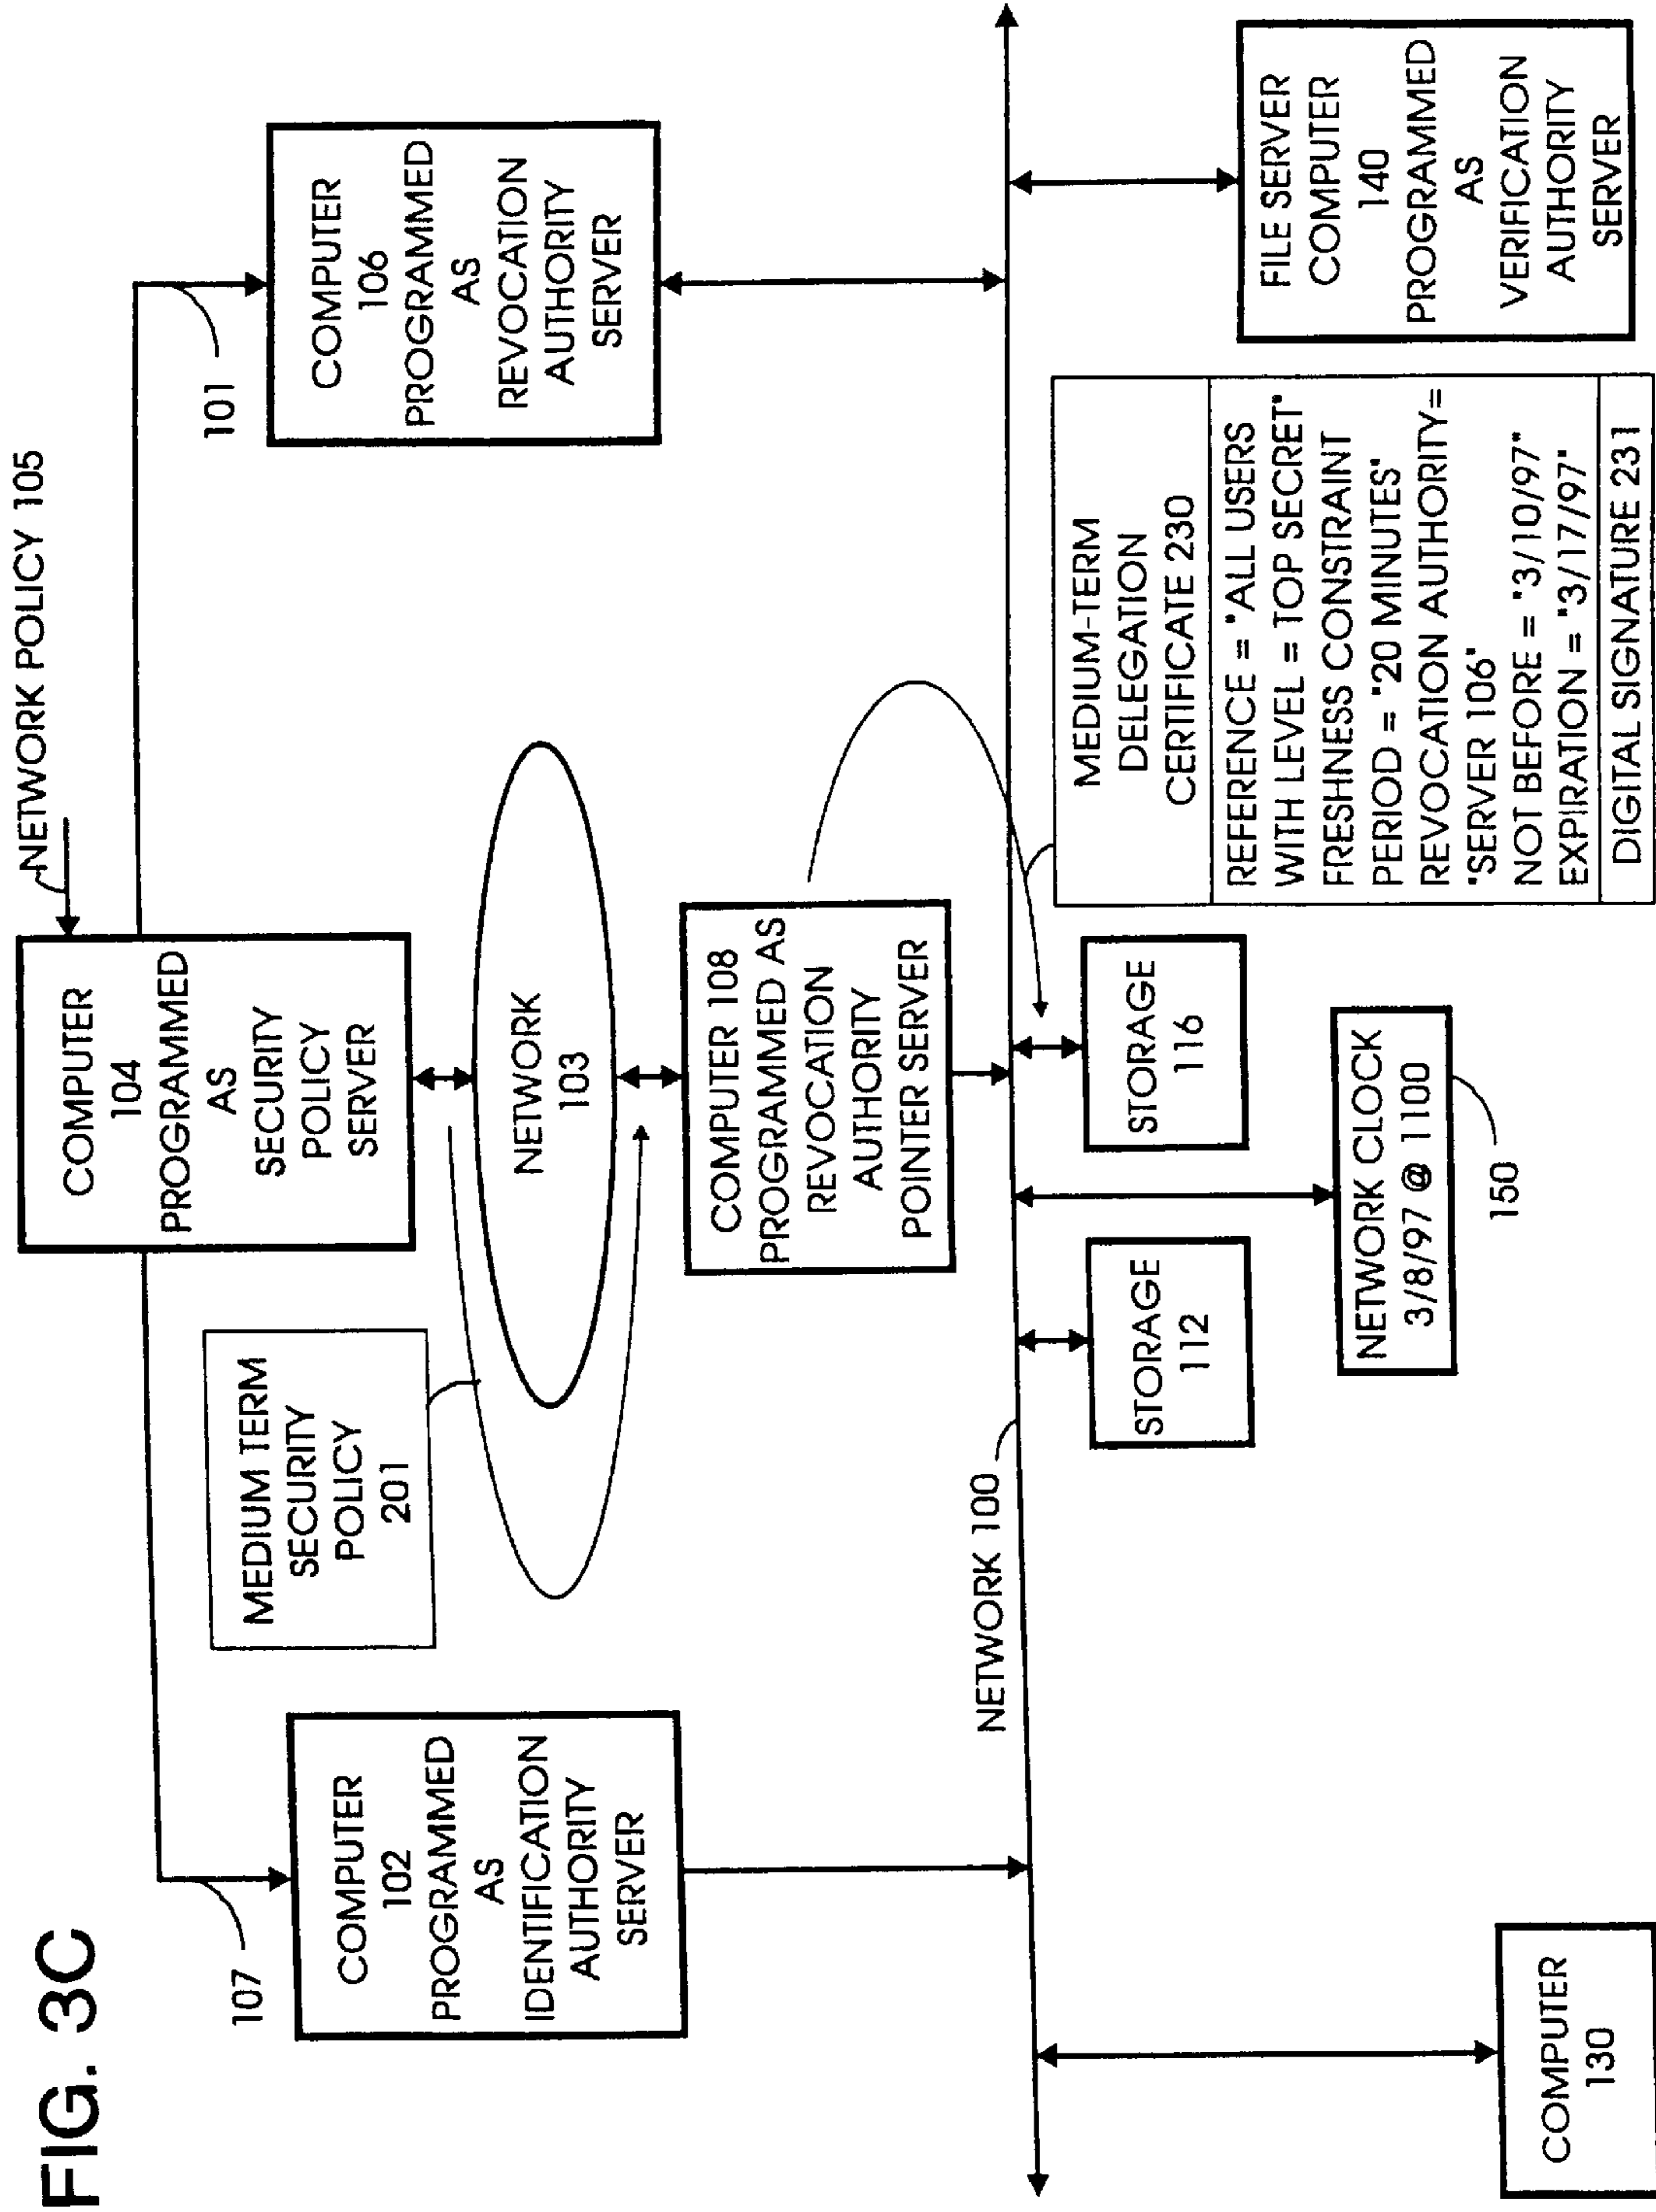 FIG. 3C
NETWORK POLICY 105
COMPUTER
104
PROGRAMMED
AS
SECURITY
POLICY
SERVER
107
101
COMPUTER
102
PROGRAMMED
AS
IDENTIFICATION
AUTHORITY
SERVER
MEDIUM TERM
SECURITY
POLICY
201
NETWORK
103
COMPUTER
106
PROGRAMMED
AS
REVOCATION
AUTHORITY
SERVER
COMPUTER 108
PROGRAMMED AS
REVOCATION
AUTHORITY
POINTER SERVER
NETWORK 100
STORAGE
112
STORAGE
116
NETWORK CLOCK
3/8/97 @ 1100
150
MEDIUM-TERM
DELEGATION
CERTIFICATE 230
REFERENCE = "ALL USERS
WITH LEVEL = TOP SECRET"
FRESHNESS CONSTRAINT
PERIOD = "20 MINUTES"
REVOCATION AUTHORITY=
"SERVER 106"
NOT BEFORE = "3/10/97"
EXPIRATION = "3/17/97"
DIGITAL SIGNATURE 231
COMPUTER
130
FILE SERVER
COMPUTER
140
PROGRAMMED
AS
VERIFICATION
AUTHORITY
SERVER